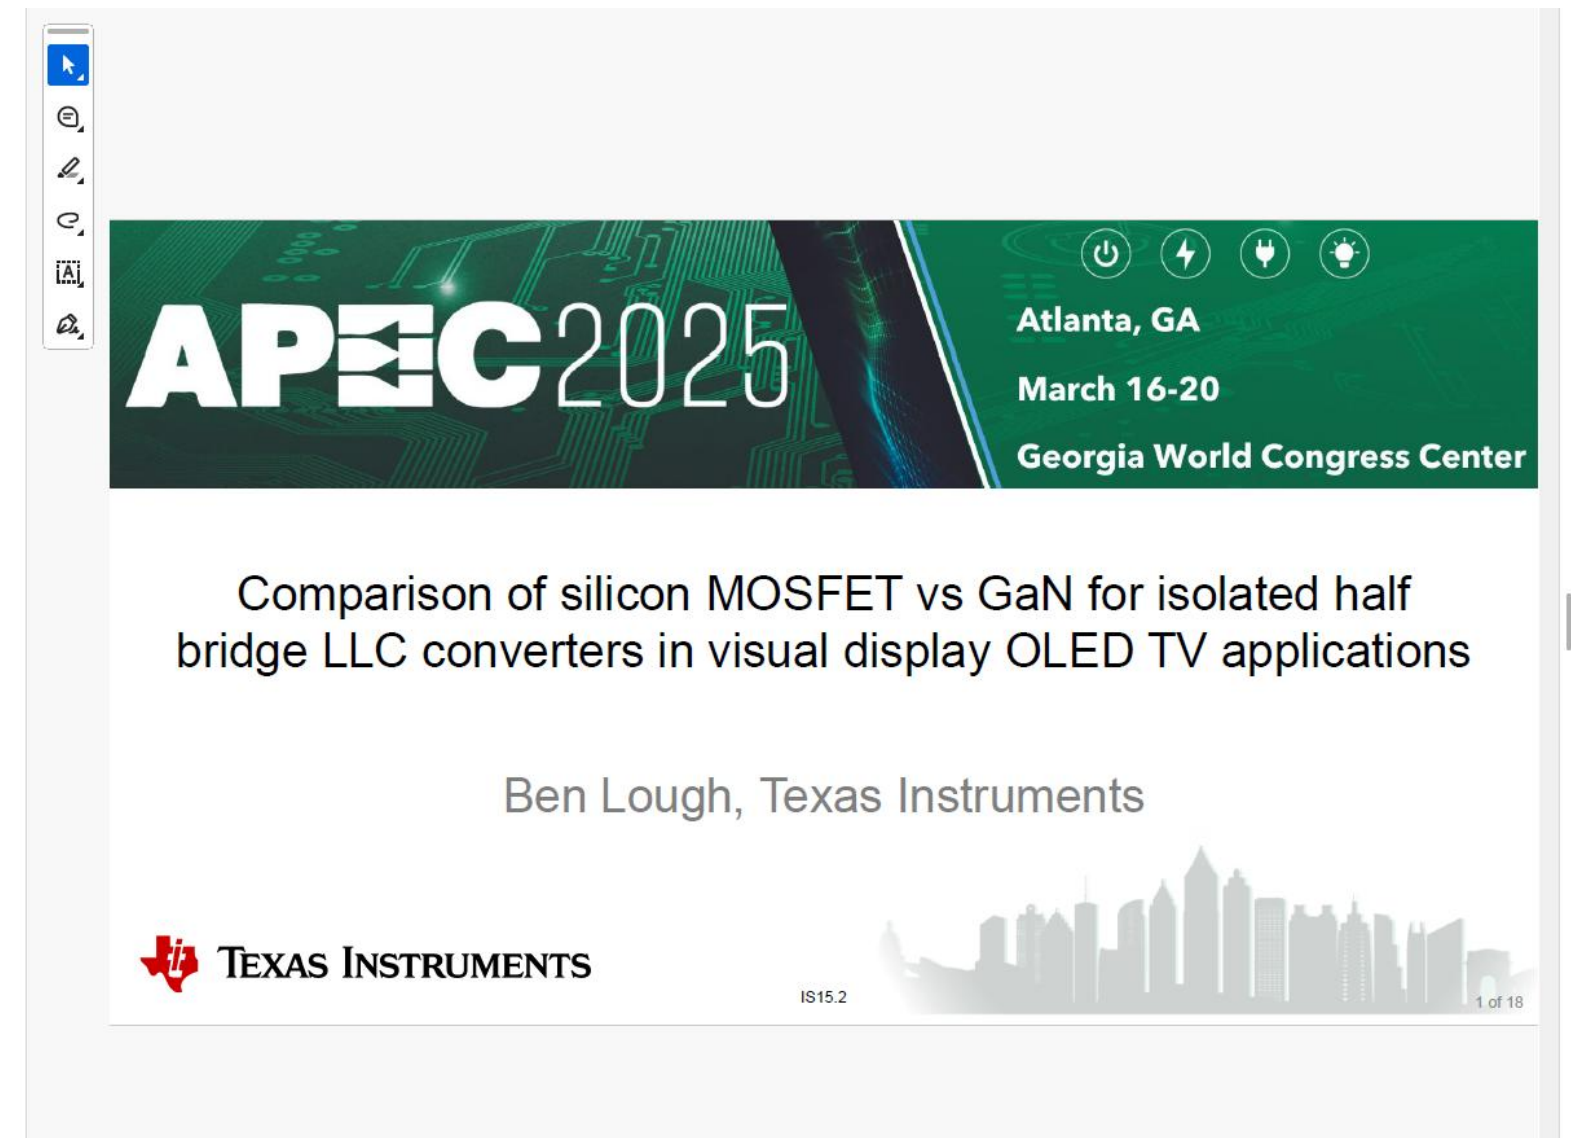 APEC 2025
Atlanta, GA
March 16-20
Georgia World Congress Center
Comparison of silicon MOSFET vs GaN for isolated half
bridge LLC converters in visual display OLED TV applications
Ben Lough, Texas Instruments
TEXAS INSTRUMENTS
IS15.2
1 of 18